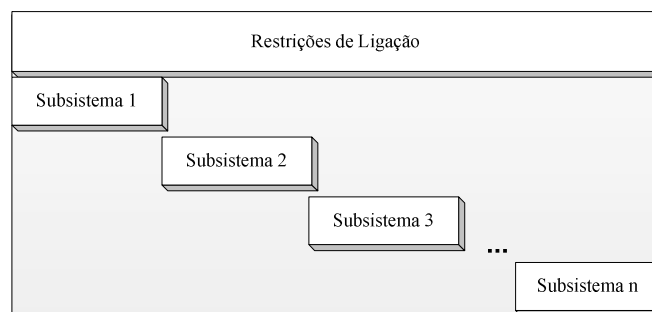 Restrições de Ligação
Subsistema 1
Subsistema 2
Subsistema 3
...
Subsistema n